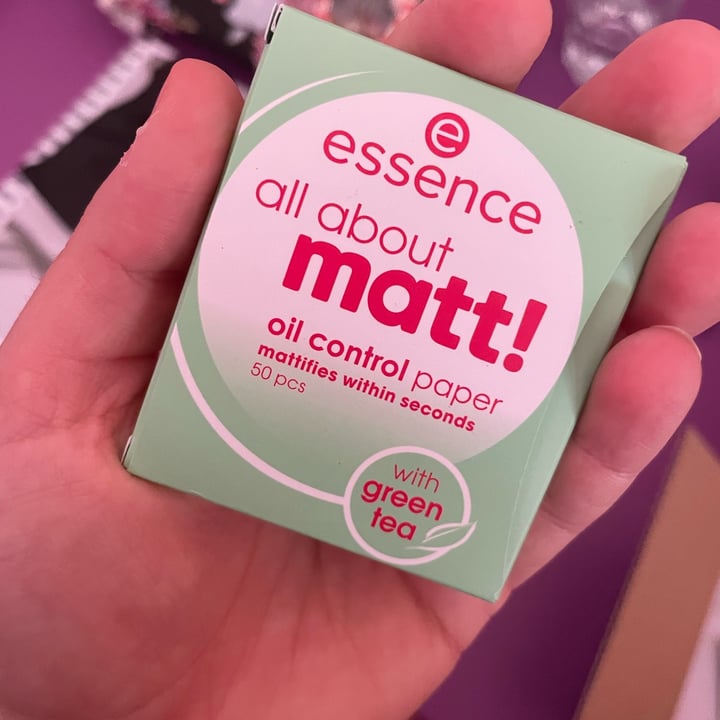 e
essence
all about
matt!
oil control paper
mattifies within seconds
50 pcs
with
green
tea